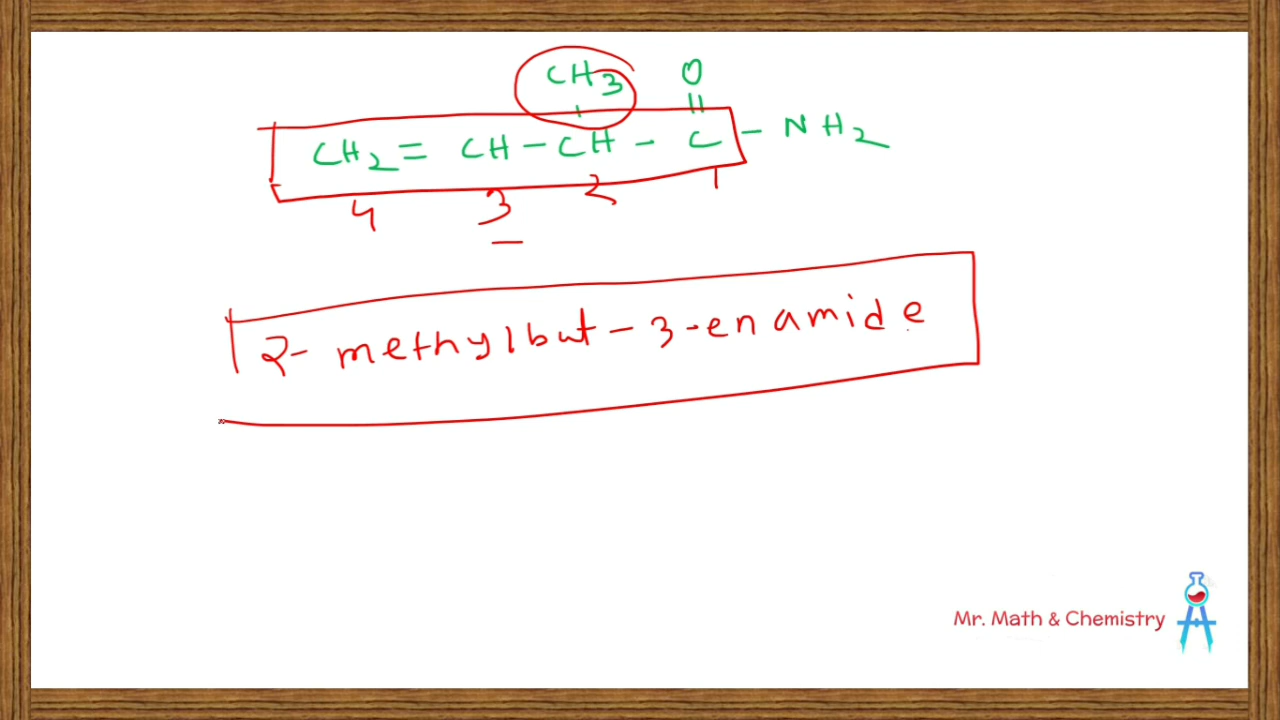 CH3 O
CH2 = CH - CH - C - NH2
4 3 2 1
2- methylbut - 3-enamide
Mr. Math & Chemistry